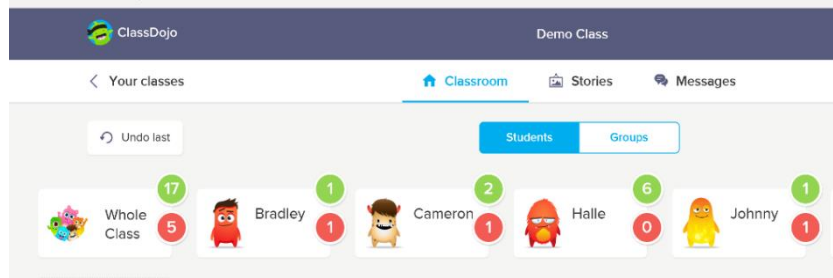 ClassDojo
Demo Class
Your classes
Classroom
Stories
Messages
Undo last
Students
Groups
Whole
Class
17
5
Bradley
1
1
Cameron
2
1
Halle
6
0
Johnny
1
1